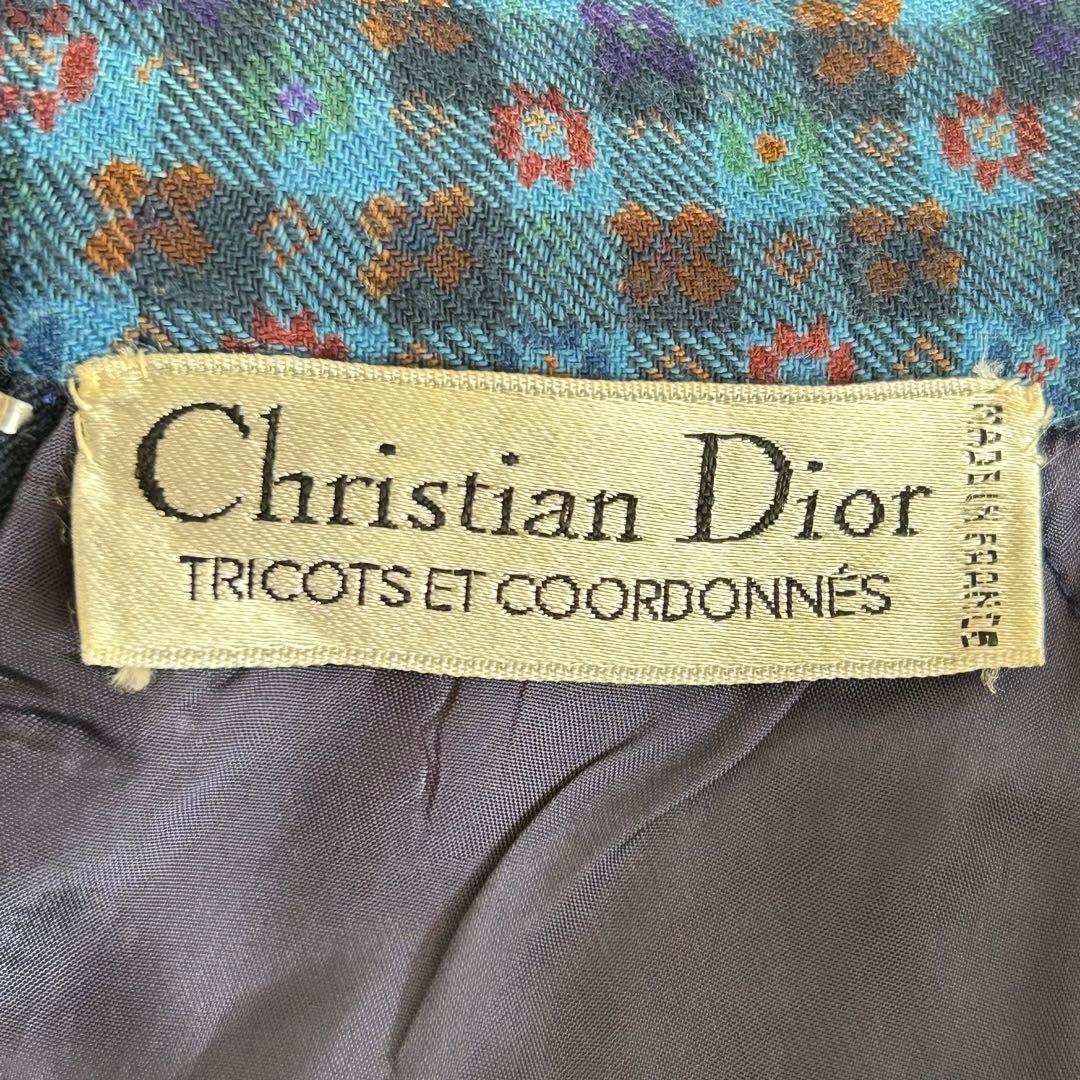 Christian Dior
TRICOTS ET COORDONNÉS
MADE IN FRANCE